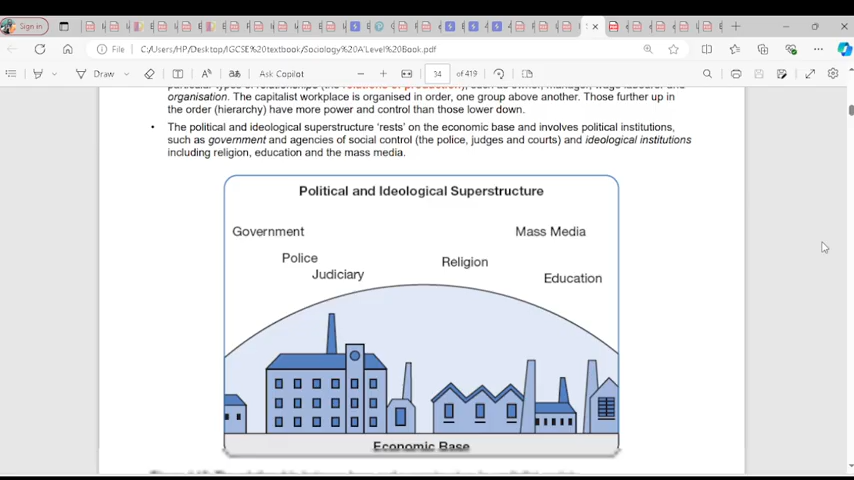 Sign in
File C:/Users/HP/Desktop/IGCSE%20textbook/Sociology%20A'Level%20Book.pdf
Draw Ask Copilot 34 of 419
organisation. The capitalist workplace is organised in order, one group above another. Those further up in
the order (hierarchy) have more power and control than those lower down.
• The political and ideological superstructure 'rests' on the economic base and involves political institutions,
such as government and agencies of social control (the police, judges and courts) and ideological institutions
including religion, education and the mass media.
Political and Ideological Superstructure
Government
Mass Media
Police
Religion
Judiciary
Education
Economic Base